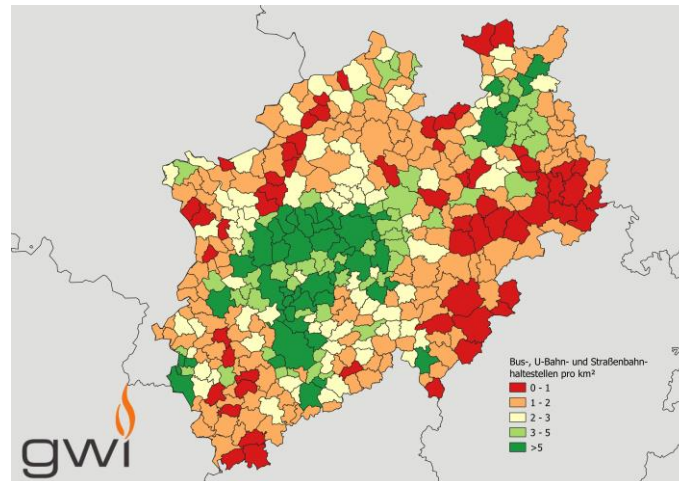 Bus-, U-Bahn- und Straßenbahn-
haltestellen pro km²
0 - 1
1 - 2
2 - 3
3 - 5
>5
gwi